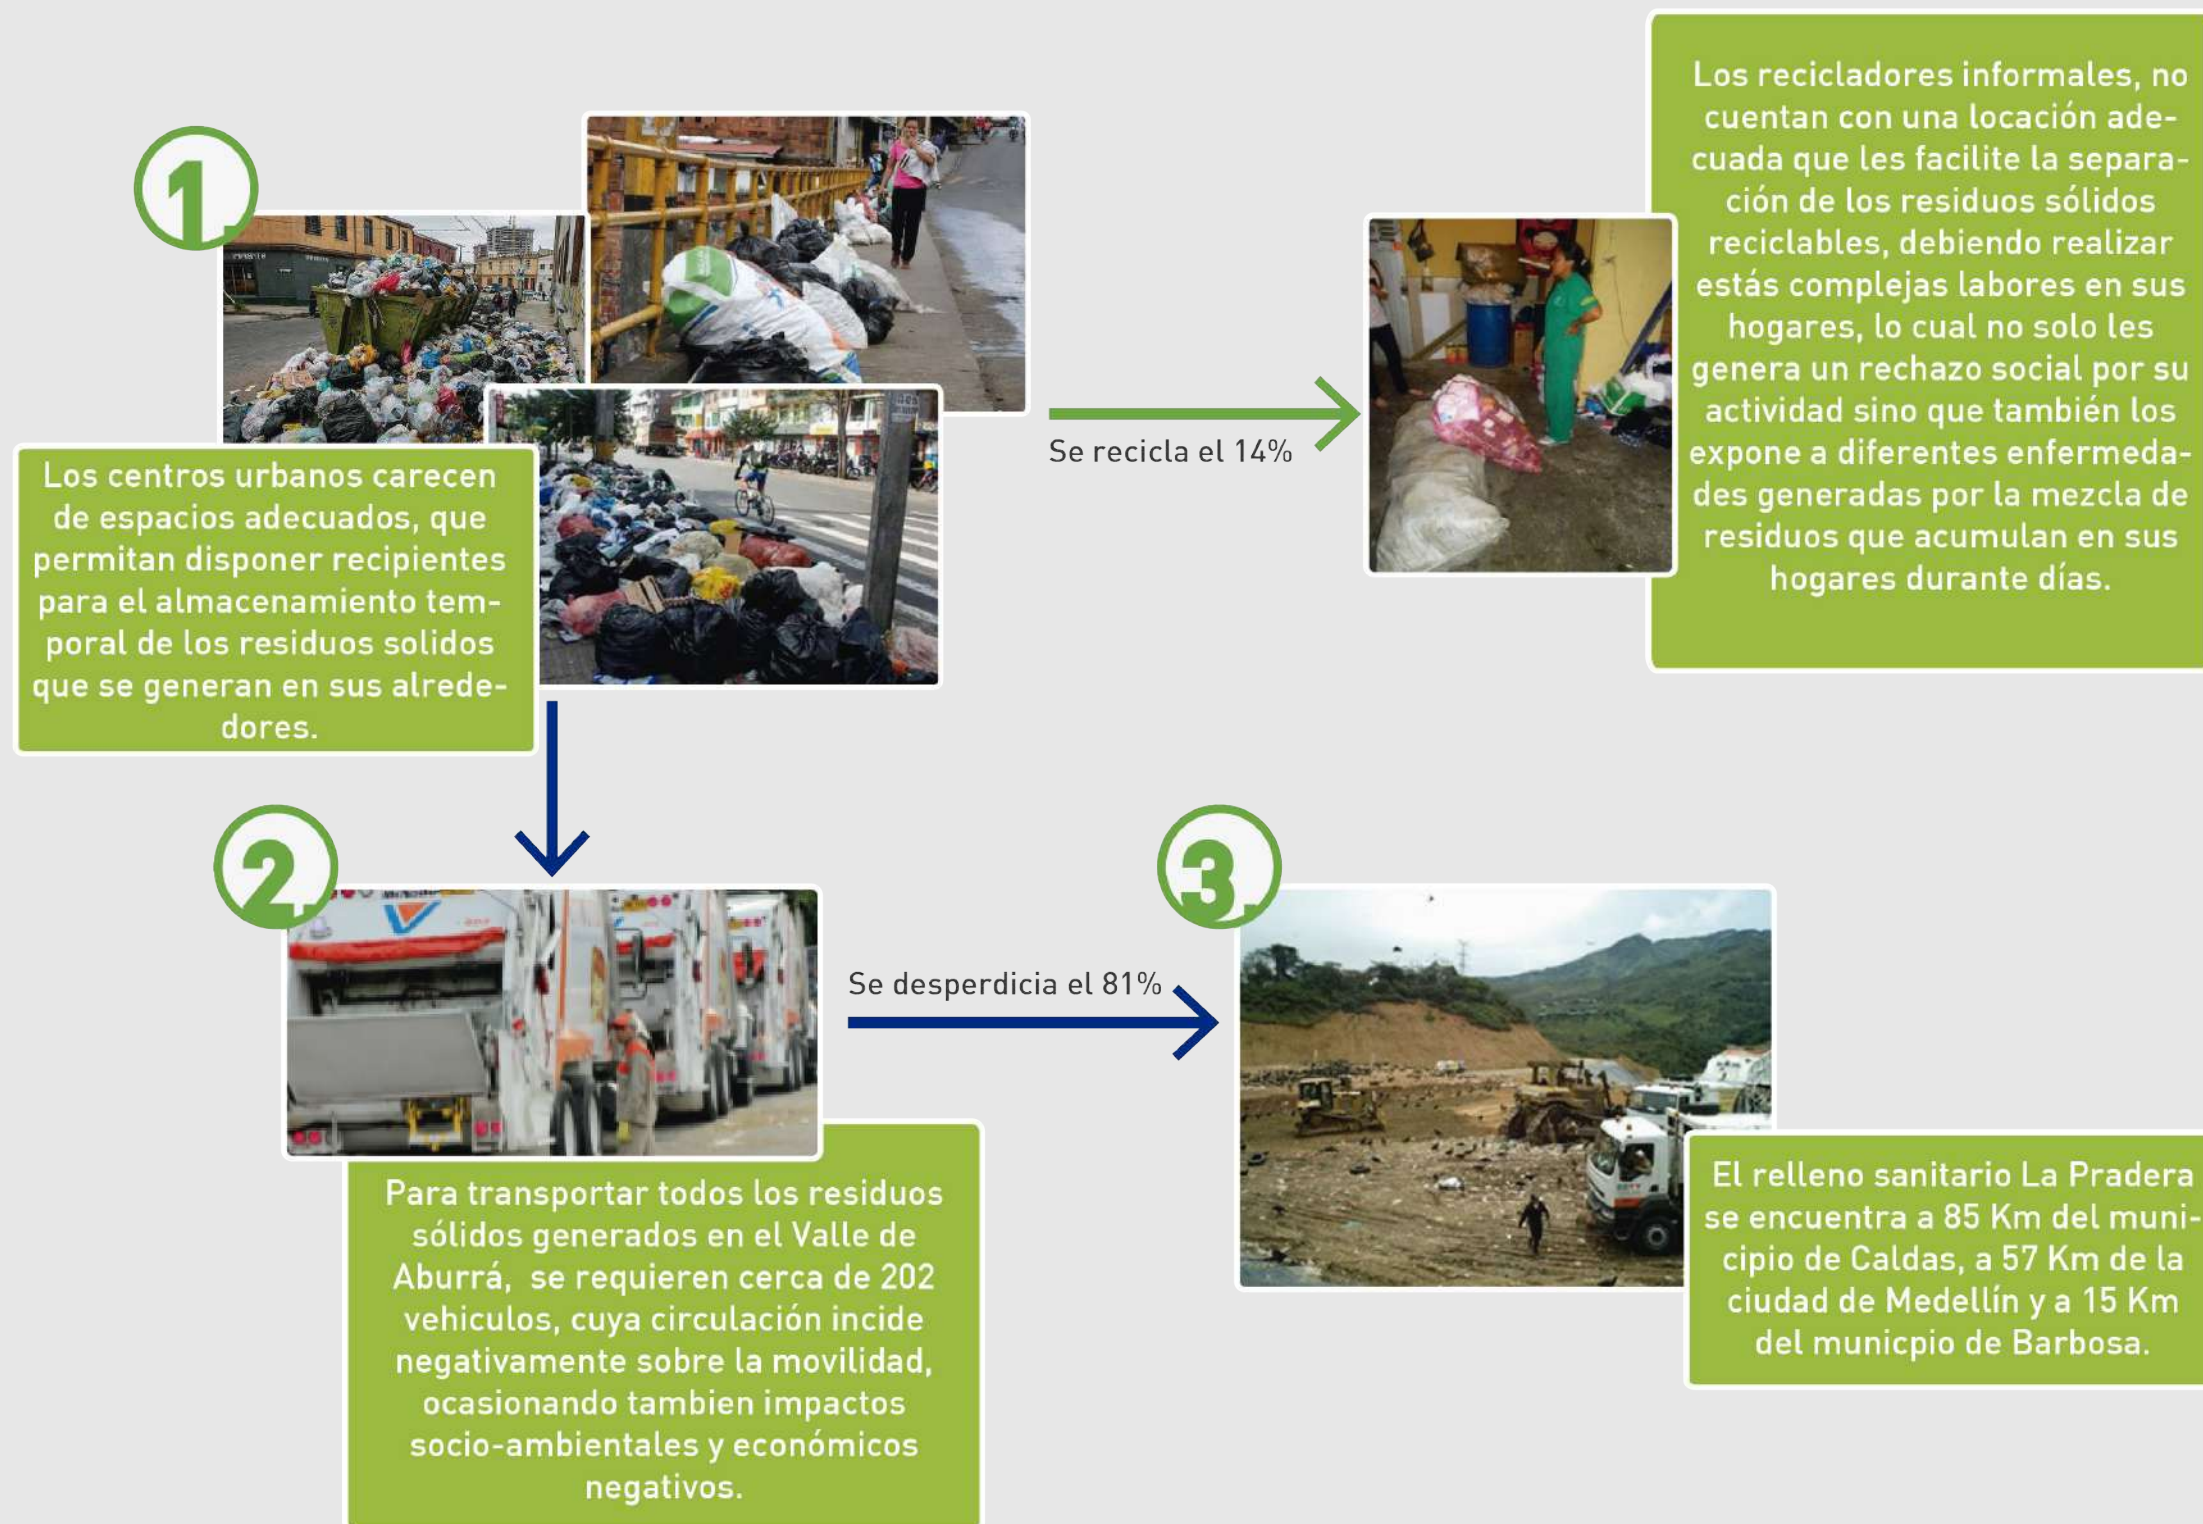 1.
Los centros urbanos carecen
de espacios adecuados, que
permitan disponer recipientes
para el almacenamiento tem-
poral de los residuos solidos
que se generan en sus alrede-
dores.
Se recicla el 14%
Los recicladores informales, no
cuentan con una locación ade-
cuada que les facilite la separa-
ción de los residuos sólidos
reciclables, debiendo realizar
estás complejas labores en sus
hogares, lo cual no solo les
genera un rechazo social por su
actividad sino que también los
expone a diferentes enfermeda-
des generadas por la mezcla de
residuos que acumulan en sus
hogares durante días.
2.
Para transportar todos los residuos
sólidos generados en el Valle de
Aburrá, se requieren cerca de 202
vehiculos, cuya circulación incide
negativamente sobre la movilidad,
ocasionando tambien impactos
socio-ambientales y económicos
negativos.
Se desperdicia el 81%
3.
El relleno sanitario La Pradera
se encuentra a 85 Km del muni-
cipio de Caldas, a 57 Km de la
ciudad de Medellín y a 15 Km
del municpio de Barbosa.